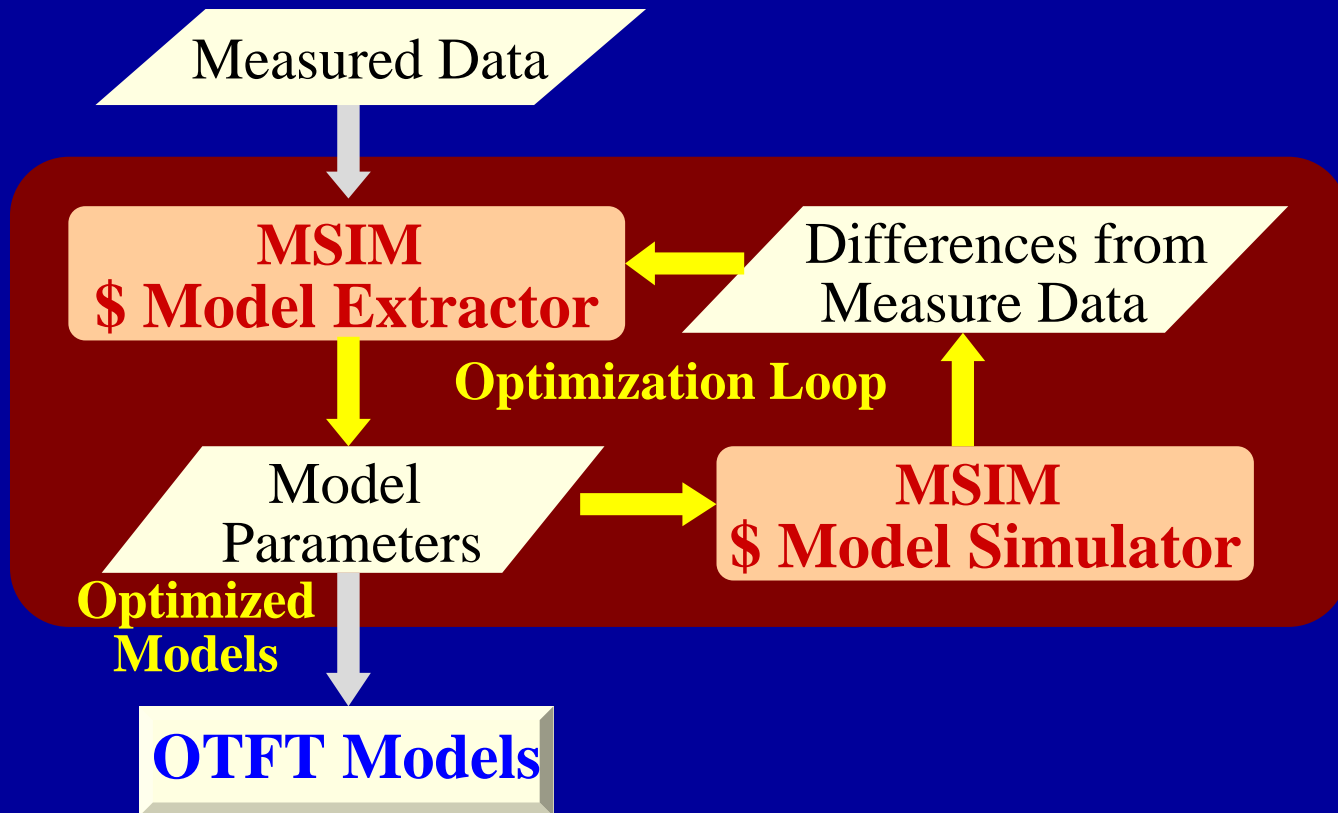 Measured Data
MSIM
$ Model Extractor
Differences from
Measure Data
Optimization Loop
Model
Parameters
MSIM
$ Model Simulator
Optimized
Models
OTFT Models